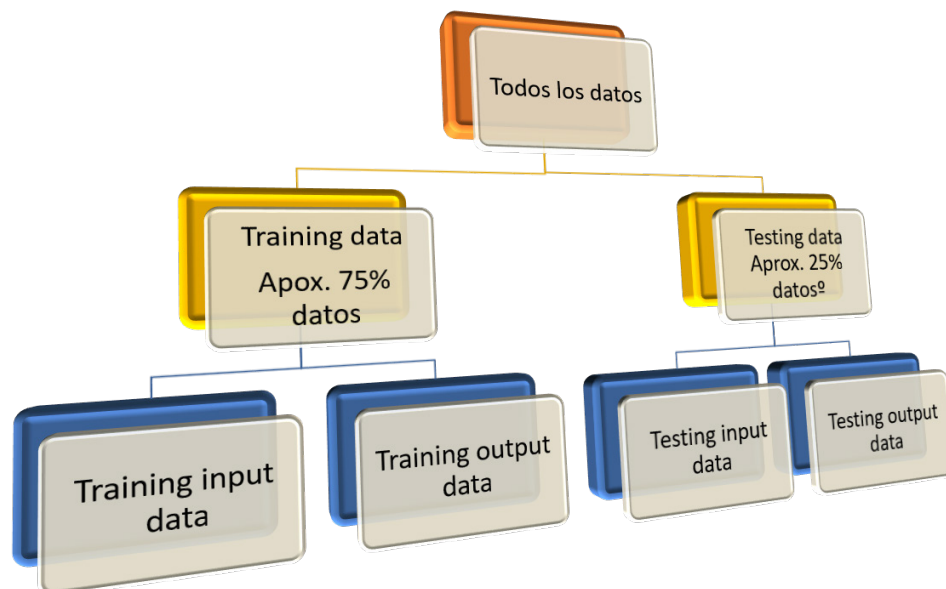 Todos los datos
Training data
Apox. 75%
datos
Testing data
Aprox. 25%
datosº
Training input
data
Training output
data
Testing input
data
Testing output
data